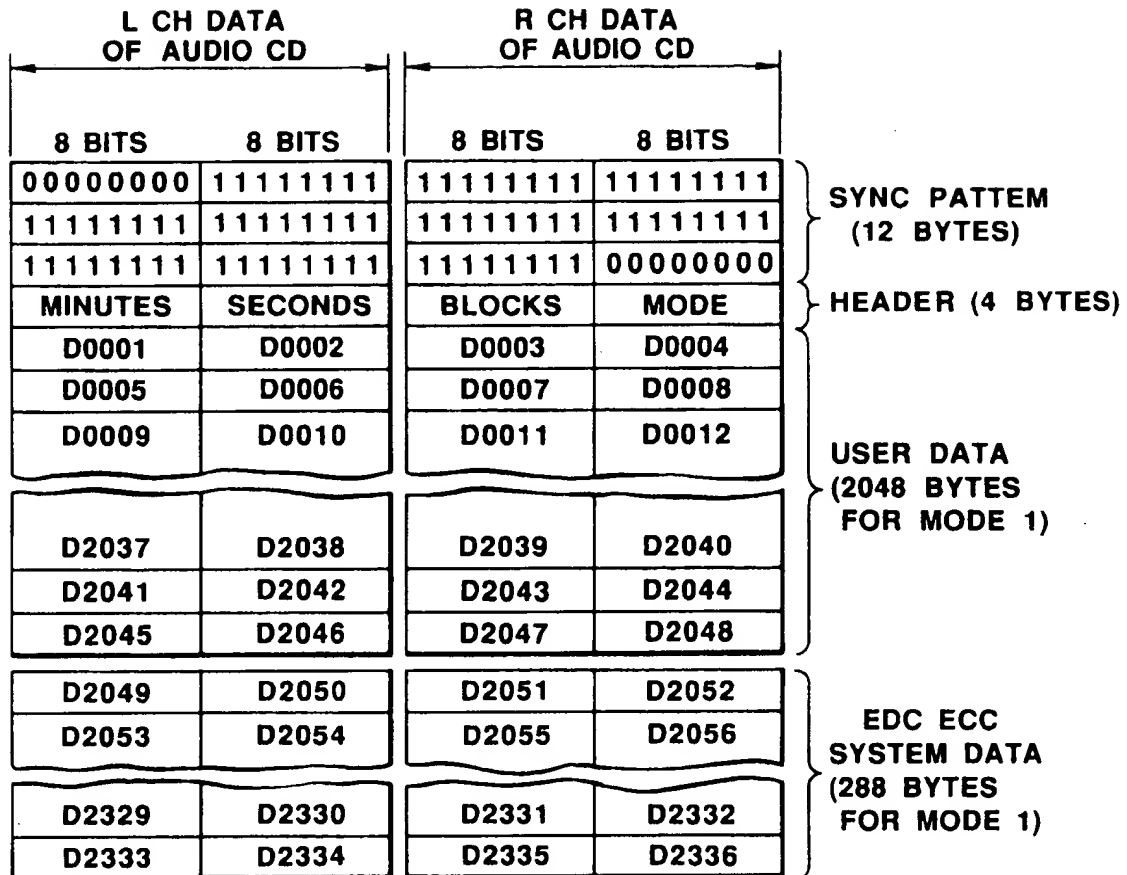 L CH DATA
OF AUDIO CD
R CH DATA
OF AUDIO CD
8 BITS 8 BITS 8 BITS 8 BITS
00000000 11111111 11111111 11111111
11111111 11111111 11111111 11111111
11111111 11111111 11111111 00000000
SYNC PATTEM
(12 BYTES)
MINUTES SECONDS BLOCKS MODE
HEADER (4 BYTES)
D0001 D0002 D0003 D0004
D0005 D0006 D0007 D0008
D0009 D0010 D0011 D0012
D2037 D2038 D2039 D2040
D2041 D2042 D2043 D2044
D2045 D2046 D2047 D2048
USER DATA
(2048 BYTES
FOR MODE 1)
D2049 D2050 D2051 D2052
D2053 D2054 D2055 D2056
D2329 D2330 D2331 D2332
D2333 D2334 D2335 D2336
EDC ECC
SYSTEM DATA
(288 BYTES
FOR MODE 1)